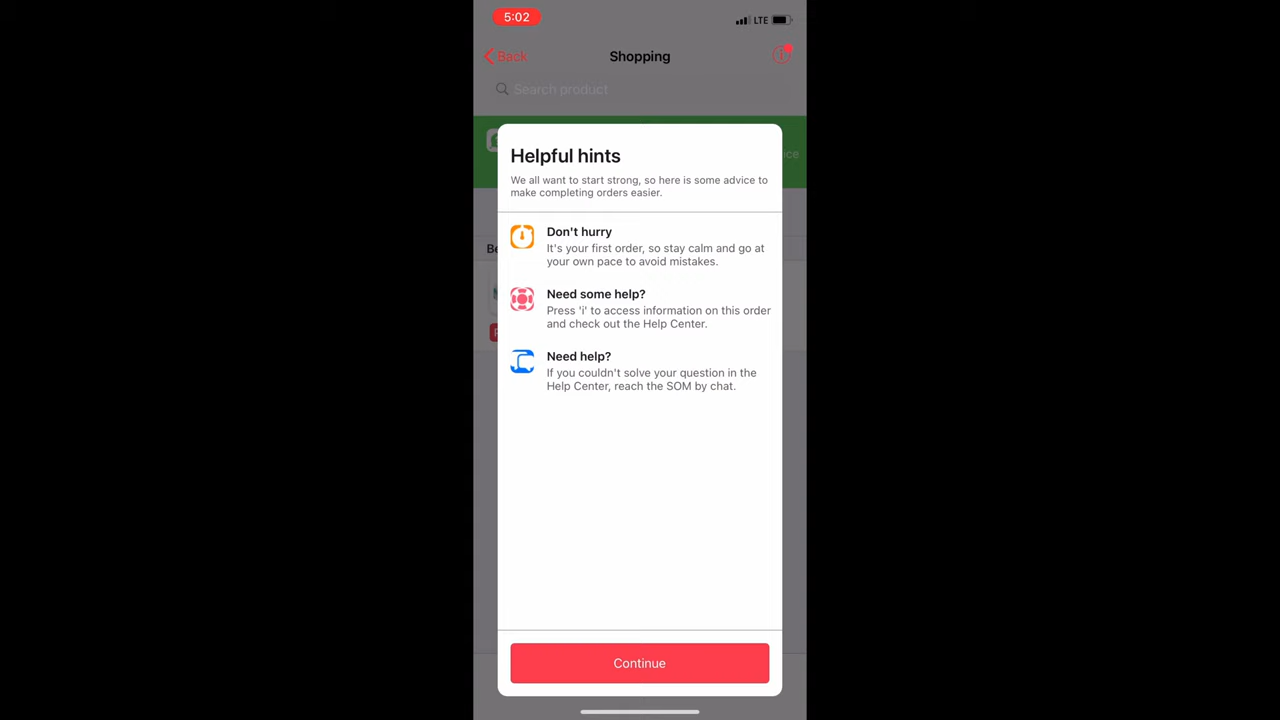 5:02
LTE
Back
Shopping
Search product
ice
Be
Helpful hints
We all want to start strong, so here is some advice to
make completing orders easier.
Don't hurry
It's your first order, so stay calm and go at
your own pace to avoid mistakes.
Need some help?
Press 'i' to access information on this order
and check out the Help Center.
Need help?
If you couldn't solve your question in the
Help Center, reach the SOM by chat.
Continue